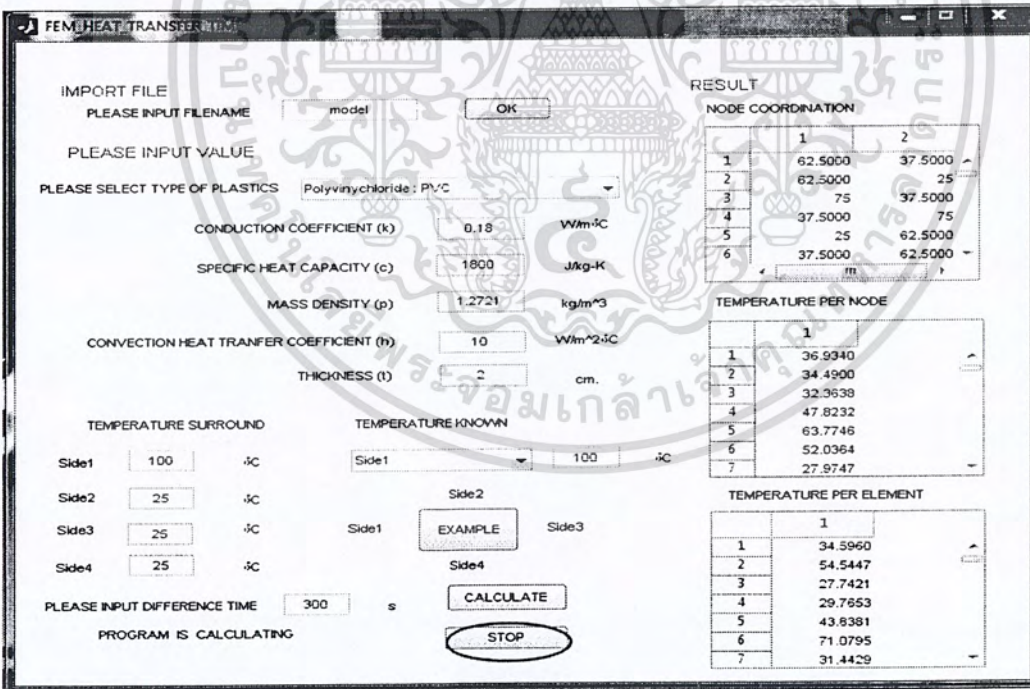 FEM_HEAT_TRANSFER
IMPORT FILE
PLEASE INPUT FILENAME model OK
PLEASE INPUT VALUE
PLEASE SELECT TYPE OF PLASTICS Polyvinychloride : PVC
CONDUCTION COEFFICIENT (k) 0.18 W/m·ํC
SPECIFIC HEAT CAPACITY (c) 1800 J/kg-K
MASS DENSITY (p) 1.2721 kg/m^3
CONVECTION HEAT TRANFER COEFFICIENT (h) 10 W/m^2·ํC
THICKNESS (t) 2 cm.
TEMPERATURE SURROUND
Side1 100 ํC
Side2 25 ํC
Side3 25 ํC
Side4 25 ํC
TEMPERATURE KNOWN
Side1 100 ํC
Side2
Side1 EXAMPLE Side3
Side4
PLEASE INPUT DIFFERENCE TIME 300 s CALCULATE
PROGRAM IS CALCULATING STOP
RESULT
NODE COORDINATION
1 2
1 62.5000 37.5000
2 62.5000 25
3 75 37.5000
4 37.5000 75
5 25 62.5000
6 37.5000 62.5000
TEMPERATURE PER NODE
1
1 36.9340
2 34.4900
3 32.3638
4 47.8232
5 63.7746
6 52.0364
7 27.9747
TEMPERATURE PER ELEMENT
1
1 34.5960
2 54.5447
3 27.7421
4 29.7653
5 43.8381
6 71.0795
7 31.4429